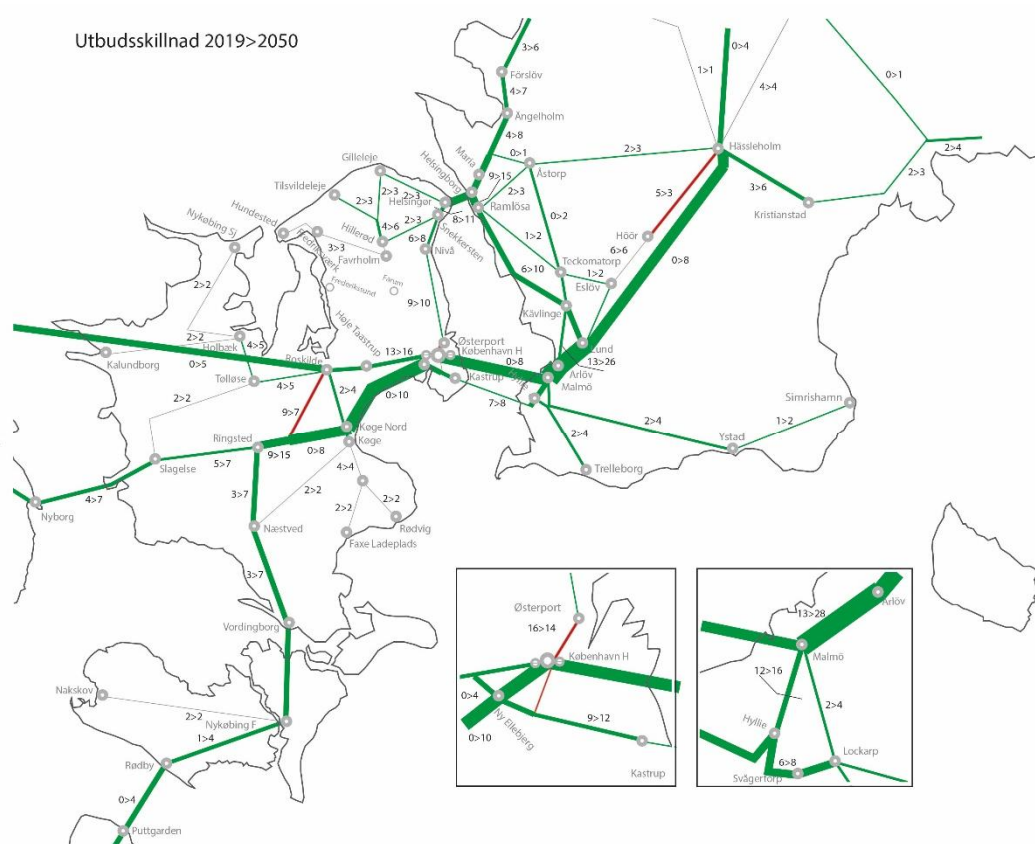 Utbudsskillnad 2019>2050
3>6
Förslöv
4>7
Ängelholm
4>8
0>4
1>1
4>4
0>1
Hässleholm
2>4
2>3
Gilleleje
Maria
0>1
Åstorp
2>3
Tilsvildeleje
Helsingborg
9>15
5>3
3>6
2>3
2>3
2>3
Helsingør
Ramlösa
2>3
Kristianstad
Hundested
4>6
2>3
8>11
0>2
Nykøbing Sj
Frederiksværk
Hillerød
Snekkersten
Höör
3>3
6>8
Nivå
1>2
6>6
Favrholm
Teckomatorp
0>8
Farum
6>10
1>2
Eslöv
2>2
Frederikssund
9>10
Kävlinge
Høje Taastrup
2>2
Holbæk
4>5
Østerport
Lund
Kalundborg
0>5
Roskilde
13>16
København H
0>8
13>26
Tølløse
4>5
Kastrup
Hyllie
Arlöv
Malmö
2>4
0>10
7>8
Simrishamn
2>2
9>7
1>2
2>4
2>4
Ringsted
Køge Nord
Ystad
9>15
0>8
Køge
Slagelse
5>7
4>4
Trelleborg
4>7
3>7
2>2
2>2
Nyborg
2>2
Næstved
Rødvig
Faxe Ladeplads
3>7
Vordingborg
Nakskov
2>2
Nykøbing F
1>4
Rødby
0>4
Puttgarden
Østerport
16>14
København H
0>4
Ny Ellebjerg
9>12
0>10
Kastrup
13>28
Arlöv
Malmö
12>16
2>4
Hyllie
Lockarp
6>8
Svågertorp